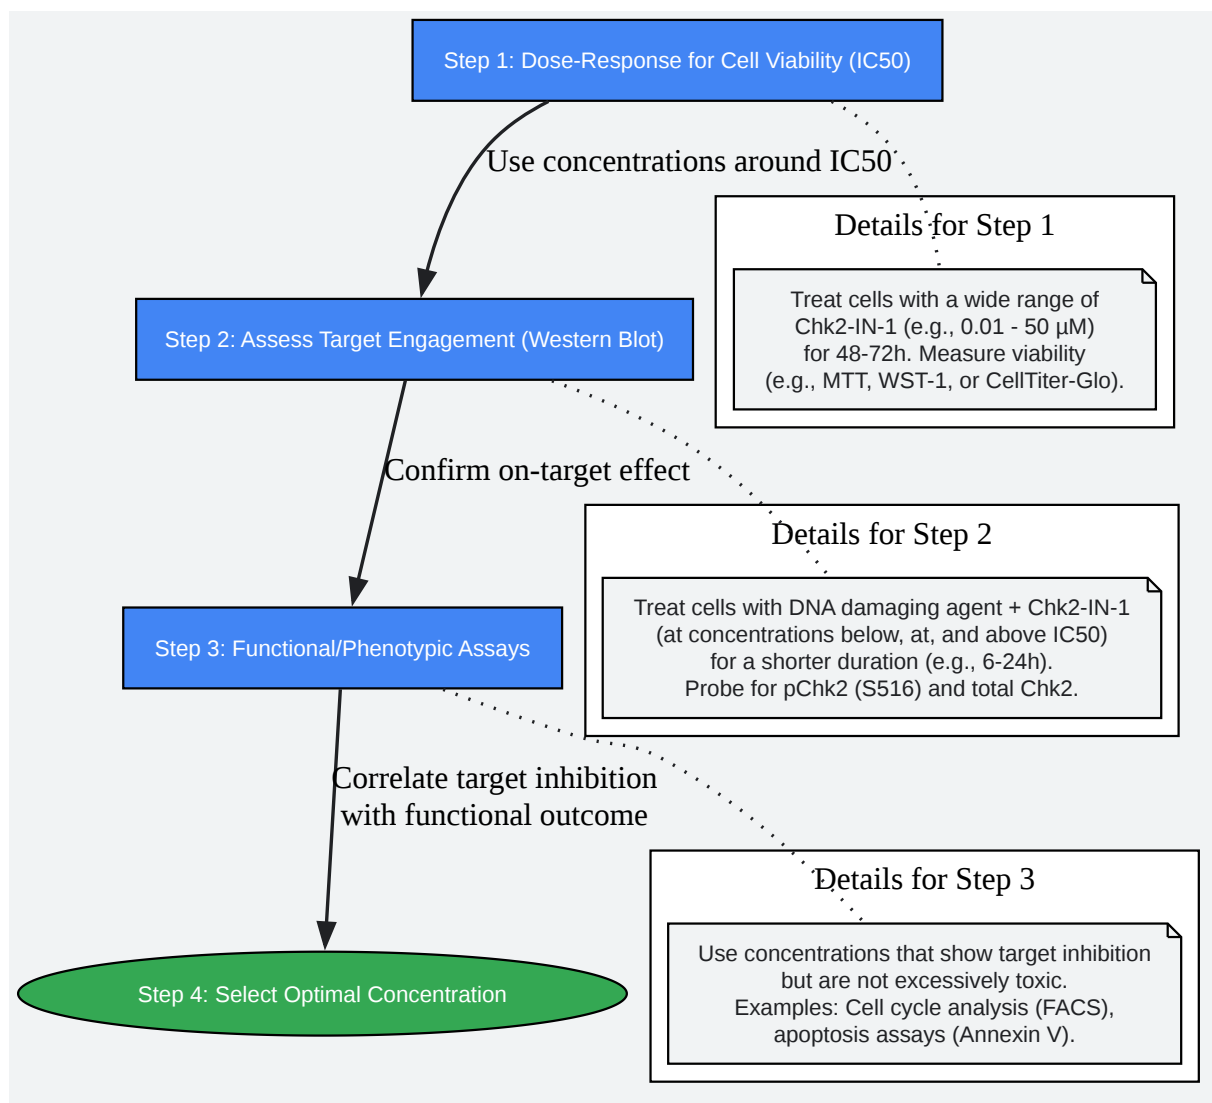 Step 1: Dose-Response for Cell Viability (IC50)
Use concentrations around IC50
Details for Step 1
Treat cells with a wide range of
Chk2-IN-1 (e.g., 0.01 - 50 µM)
for 48-72h. Measure viability
(e.g., MTT, WST-1, or CellTiter-Glo).
Step 2: Assess Target Engagement (Western Blot)
Confirm on-target effect
Details for Step 2
Treat cells with DNA damaging agent + Chk2-IN-1
(at concentrations below, at, and above IC50)
for a shorter duration (e.g., 6-24h).
Probe for pChk2 (S516) and total Chk2.
Step 3: Functional/Phenotypic Assays
Correlate target inhibition
with functional outcome
Details for Step 3
Use concentrations that show target inhibition
but are not excessively toxic.
Examples: Cell cycle analysis (FACS),
apoptosis assays (Annexin V).
Step 4: Select Optimal Concentration